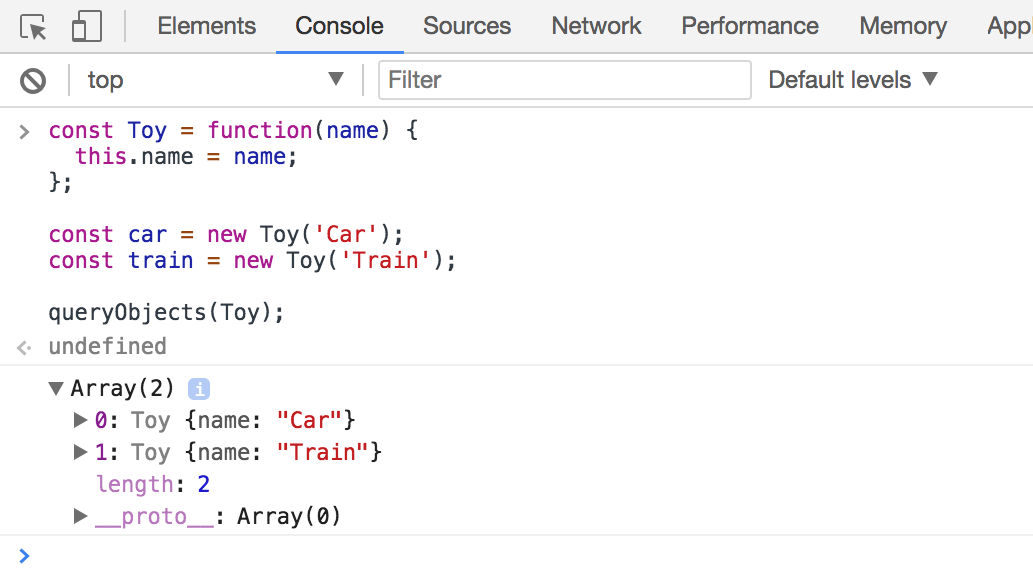 Elements Console Sources Network Performance Memory App
top Filter Default levels
const Toy = function(name) {
  this.name = name;
};
const car = new Toy('Car');
const train = new Toy('Train');
queryObjects(Toy);
undefined
Array(2) i
0: Toy {name: "Car"}
1: Toy {name: "Train"}
length: 2
__proto__: Array(0)